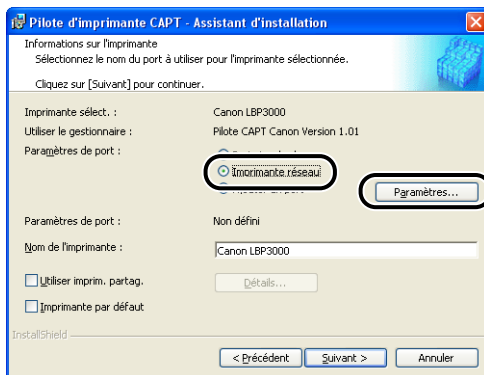 Pilote d'imprimante CAPT - Assistant d'installation
Informations sur l'imprimante
Sélectionnez le nom du port à utiliser pour l'imprimante sélectionnée.
Cliquez sur [Suivant] pour continuer.
Imprimante sélect. : Canon LBP3000
Utiliser le gestionnaire : Pilote CAPT Canon Version 1.01
Paramètres de port :
Imprimante réseau
Paramètres...
Paramètres de port : Non défini
Nom de l'imprimante : Canon LBP3000
Utiliser imprim. partag. Détails...
Imprimante par défaut
InstallShield
< Précédent Suivant > Annuler